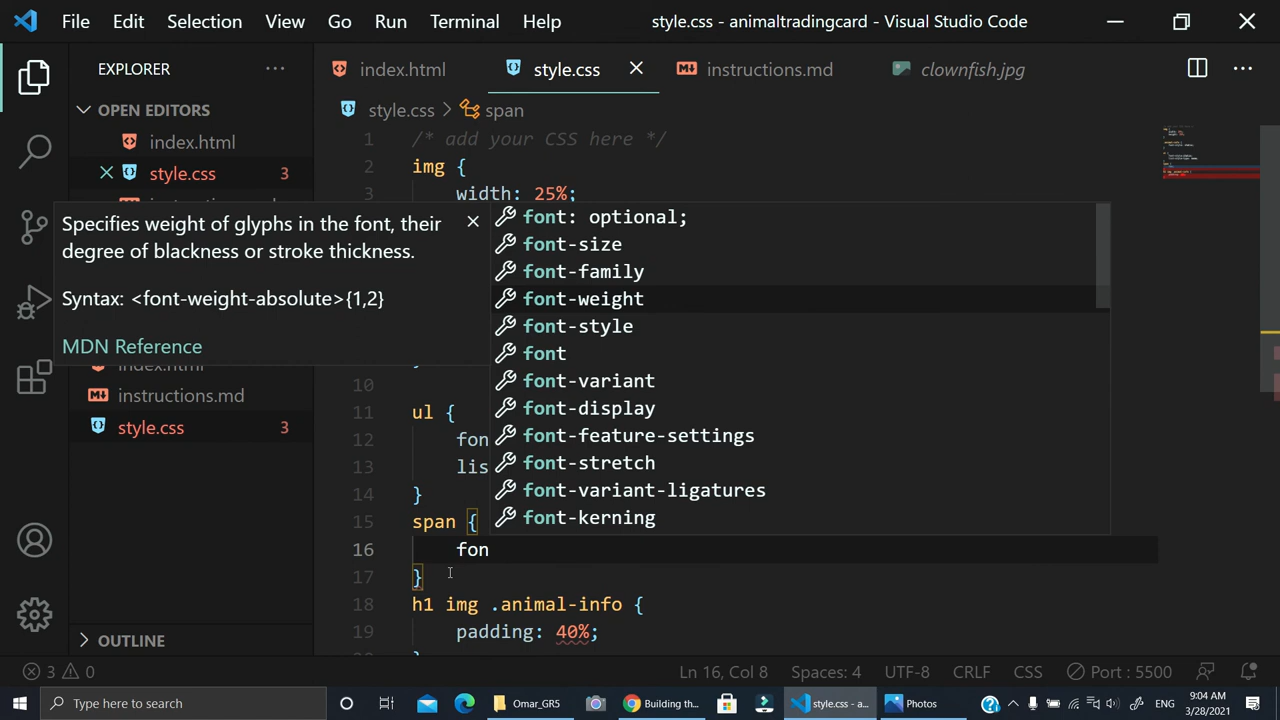 File Edit Selection View Go Run Terminal Help
style.css - animaltradingcard - Visual Studio Code
EXPLORER
index.html
style.css
instructions.md
clownfish.jpg
OPEN EDITORS
index.html
style.css 3
style.css > span
1 /* add your CSS here */
2 img {
3 width: 25%;
Specifies weight of glyphs in the font, their
degree of blackness or stroke thickness.
Syntax: <font-weight-absolute>{1,2}
MDN Reference
font: optional;
font-size
font-family
font-weight
font-style
font
font-variant
font-display
font-feature-settings
font-stretch
font-variant-ligatures
font-kerning
index.html
instructions.md
style.css 3
10
11 ul {
12 fon
13 lis
14 }
15 span {
16 fon
17 }
18 h1 img .animal-info {
19 padding: 40%;
OUTLINE
3 0
Ln 16, Col 8
Spaces: 4
UTF-8
CRLF
CSS
Port : 5500
Type here to search
Omar_GR5
Building th...
style.css - a...
Photos
ENG
9:04 AM
3/28/2021